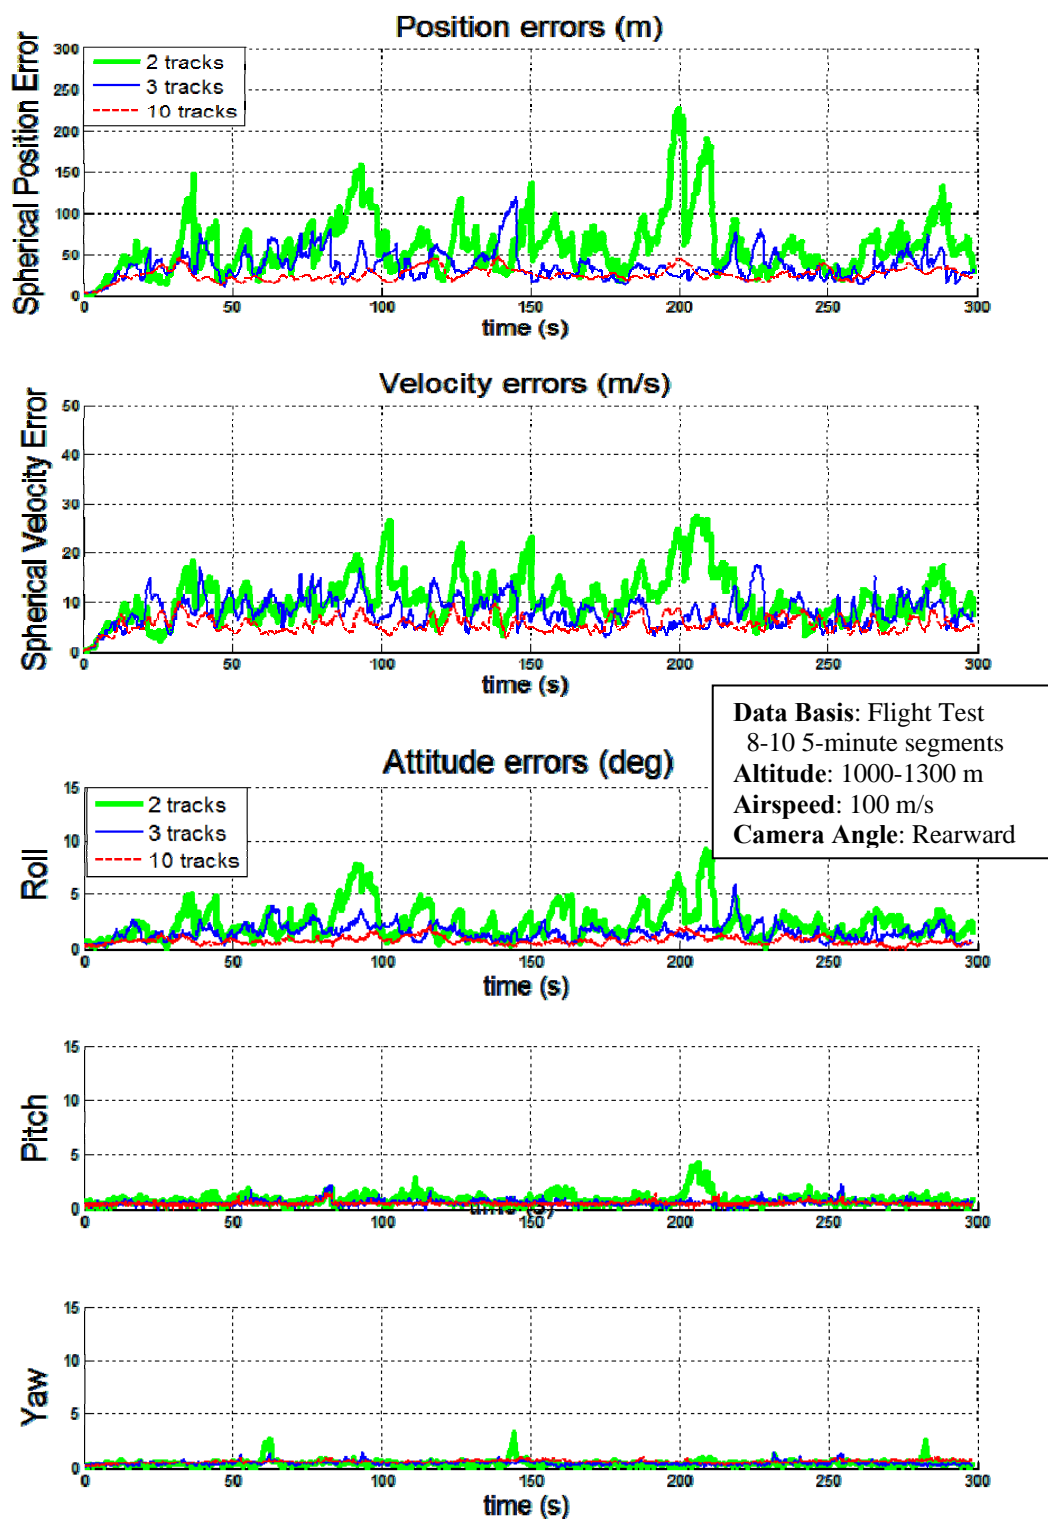 Position errors (m)
Spherical Position Error
300
250
200
150
100
50
0
2 tracks
3 tracks
10 tracks
0 50 100 150 200 250 300
time (s)
Velocity errors (m/s)
Spherical Velocity Error
50
40
30
20
10
0
0 50 100 150 200 250 300
time (s)
Data Basis: Flight Test
8-10 5-minute segments
Altitude: 1000-1300 m
Airspeed: 100 m/s
Camera Angle: Rearward
Attitude errors (deg)
Roll
15
10
5
0
2 tracks
3 tracks
10 tracks
0 50 100 150 200 250 300
time (s)
Pitch
15
10
5
0
0 50 100 150 200 250 300
time (s)
Yaw
15
10
5
0
0 50 100 150 200 250 300
time (s)